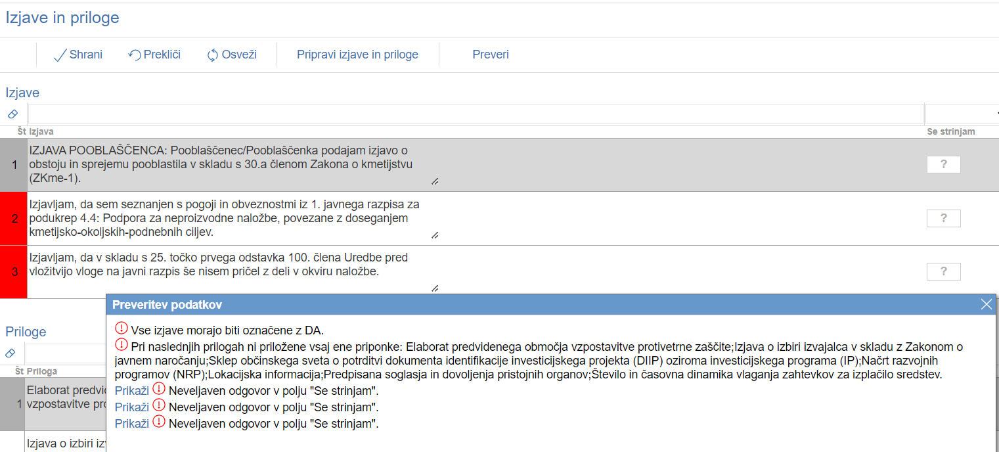 Izjave in priloge
Shrani Prekliči Osveži Pripravi izjave in priloge Preveri
Izjave
Št Izjava Se strinjam
1 IZJAVA POOBLAŠČENCA: Pooblaščenec/Pooblaščenka podajam izjavo o
obstoju in sprejemu pooblastila v skladu s 30.a členom Zakona o kmetijstvu
(ZKme-1).
?
2 Izjavljam, da sem seznanjen s pogoji in obveznostmi iz 1. javnega razpisa za
podukrep 4.4: Podpora za neproizvodne naložbe, povezane z doseganjem
kmetijsko-okoljskih-podnebnih ciljev.
?
3 Izjavljam, da v skladu s 25. točko prvega odstavka 100. člena Uredbe pred
vložitvijo vloge na javni razpis še nisem pričel z deli v okviru naložbe.
?
Priloge
Št Priloga
1 Elaborat predvi
vzpostavitve pro
Izjava o izbiri iz
Preveritev podatkov
Vse izjave morajo biti označene z DA.
Pri naslednjih prilogah ni priložene vsaj ene priponke: Elaborat predvidenega območja vzpostavitve protivetrne zaščite;Izjava o izbiri izvajalca v skladu z Zakonom o
javnem naročanju;Sklep občinskega sveta o potrditvi dokumenta identifikacije investicijskega projekta (DIIP) oziroma investicijskega programa (IP);Načrt razvojnih
programov (NRP);Lokacijska informacija;Predpisana soglasja in dovoljenja pristojnih organov;Število in časovna dinamika vlaganja zahtevkov za izplačilo sredstev.
Prikaži Neveljaven odgovor v polju "Se strinjam".
Prikaži Neveljaven odgovor v polju "Se strinjam".
Prikaži Neveljaven odgovor v polju "Se strinjam".